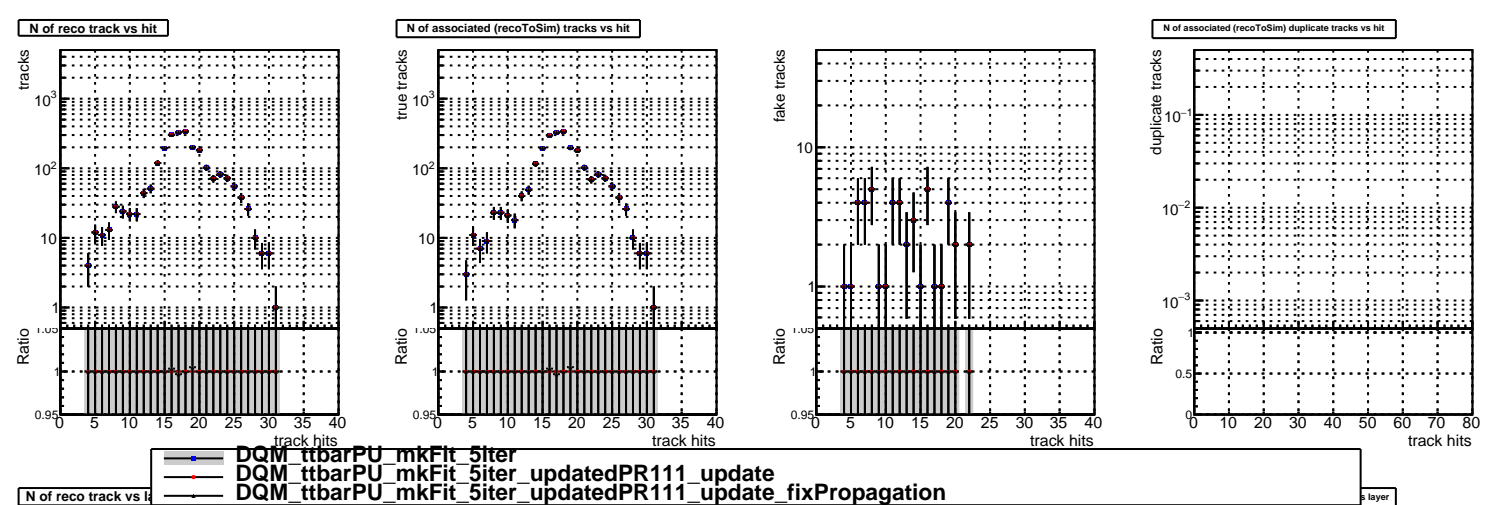 N of reco track vs hit
N of associated (recoToSim) tracks vs hit
N of associated (recoToSim) duplicate tracks vs hit
tracks
10³
10²
10
1
Ratio
1.05
1
0.95
0 5 10 15 20 25 30 35 40
track hits
true tracks
10³
10²
10
1
Ratio
1.05
1
0.95
0 5 10 15 20 25 30 35 40
track hits
fake tracks
10
1
Ratio
1.05
1
0.95
0 5 10 15 20 25 30 35 40
track hits
duplicate tracks
10⁻¹
10⁻²
10⁻³
Ratio
1
0.5
0
0 10 20 30 40 50 60 70 80
track hits
DQM_ttbarPU_mkFit_5iter
DQM_ttbarPU_mkFit_5iter_updatedPR111_update
DQM_ttbarPU_mkFit_5iter_updatedPR111_update_fixPropagation
N of reco track vs la
s layer